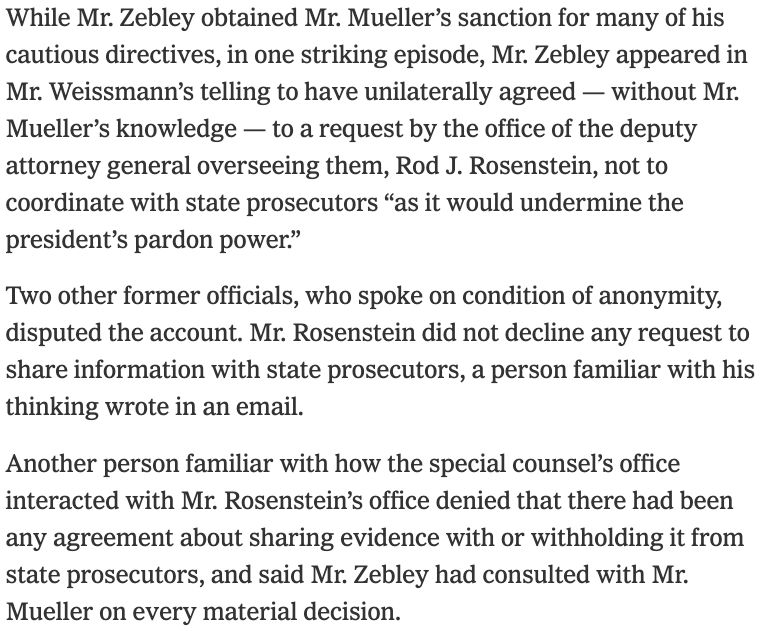 While Mr. Zebley obtained Mr. Mueller’s sanction for many of his
cautious directives, in one striking episode, Mr. Zebley appeared in
Mr. Weissmann’s telling to have unilaterally agreed — without Mr.
Mueller’s knowledge — to a request by the office of the deputy
attorney general overseeing them, Rod J. Rosenstein, not to
coordinate with state prosecutors “as it would undermine the
president’s pardon power.”
Two other former officials, who spoke on condition of anonymity,
disputed the account. Mr. Rosenstein did not decline any request to
share information with state prosecutors, a person familiar with his
thinking wrote in an email.
Another person familiar with how the special counsel’s office
interacted with Mr. Rosenstein’s office denied that there had been
any agreement about sharing evidence with or withholding it from
state prosecutors, and said Mr. Zebley had consulted with Mr.
Mueller on every material decision.